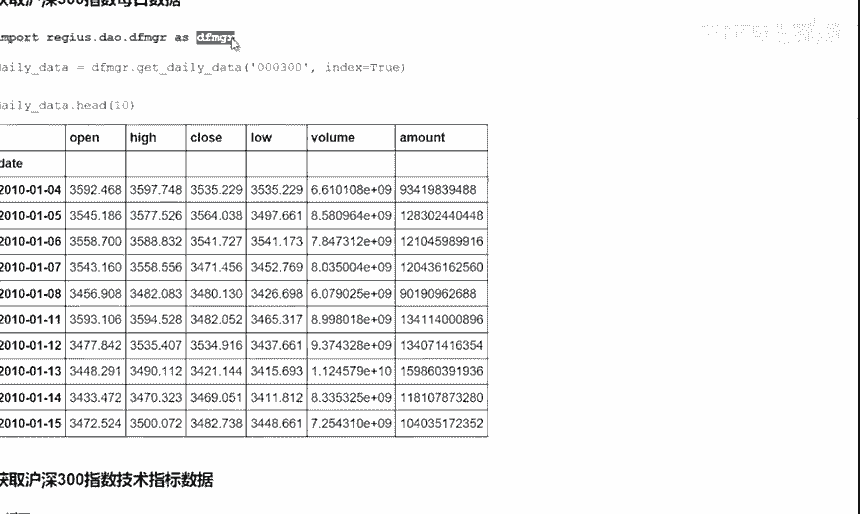 获取沪深300指数每日数据
import regius.dao.dfmgr as dfmgr
daily_data = dfmgr.get_daily_data('000300', index=True)
daily_data.head(10)
open high close low volume amount
date
2010-01-04 3592.468 3597.748 3535.229 3535.229 6.610108e+09 93419839488
2010-01-05 3545.186 3577.526 3564.038 3497.661 8.580964e+09 128302440448
2010-01-06 3558.700 3588.832 3541.727 3541.173 7.847312e+09 121045989916
2010-01-07 3543.160 3558.556 3471.456 3452.769 8.035004e+09 120436162560
2010-01-08 3456.908 3482.083 3480.130 3426.698 6.079025e+09 90190962688
2010-01-11 3593.106 3594.528 3482.052 3465.317 8.998018e+09 134114000896
2010-01-12 3477.842 3535.407 3534.916 3437.661 9.374328e+09 134071416354
2010-01-13 3448.291 3490.112 3421.144 3415.693 1.124579e+10 159860391936
2010-01-14 3433.472 3470.323 3469.051 3411.812 8.335325e+09 118107873280
2010-01-15 3472.524 3500.072 3482.738 3448.661 7.254310e+09 104035172352
获取沪深300指数技术指标数据